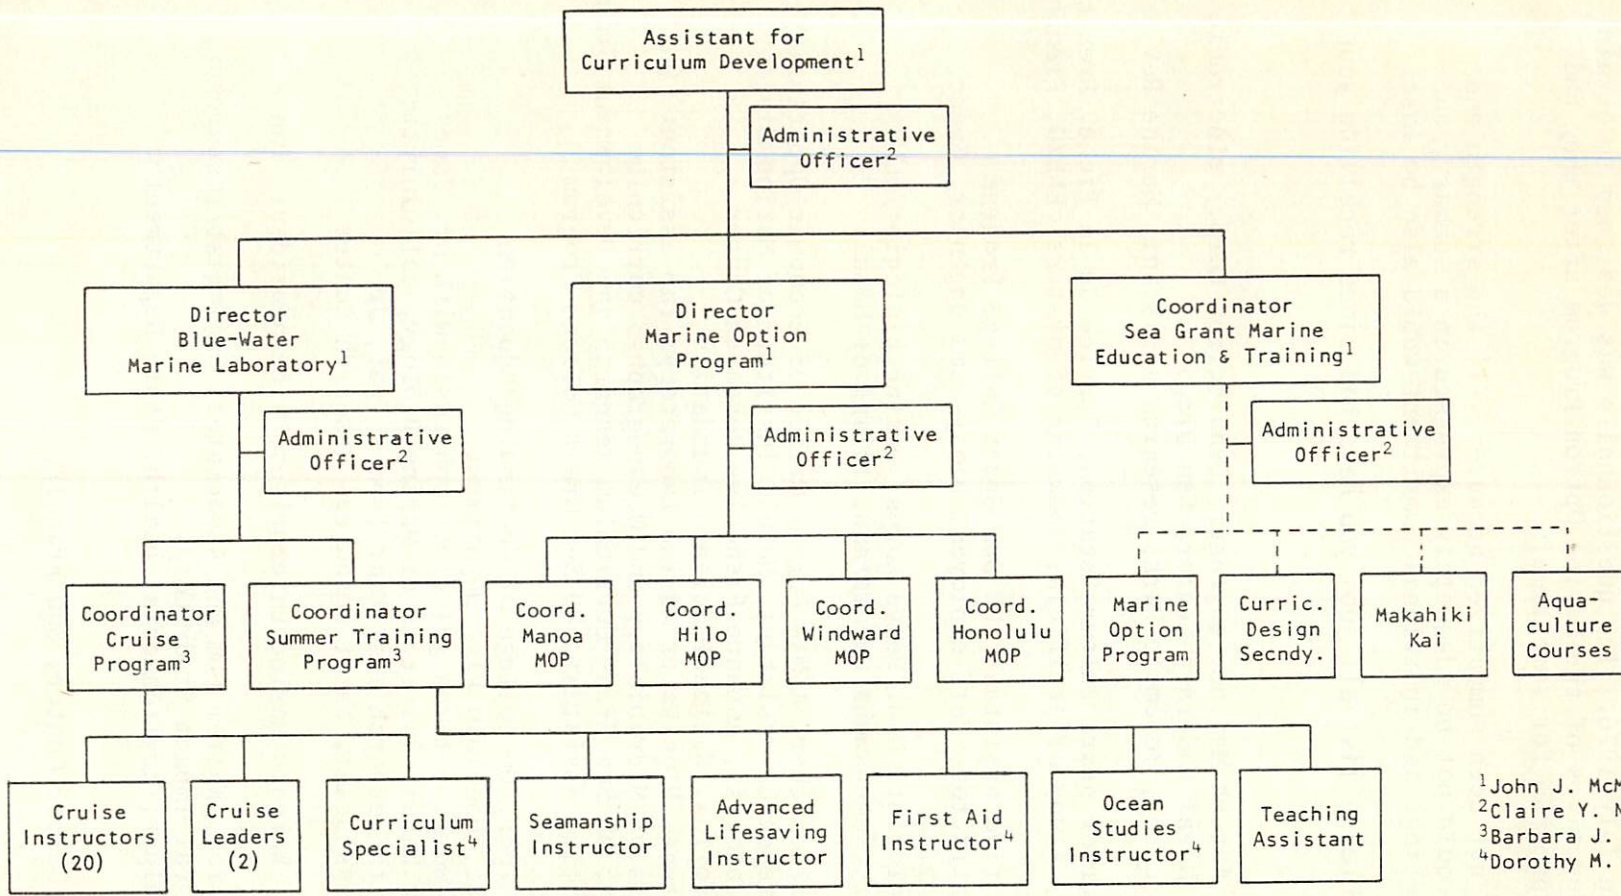 Assistant for
Curriculum Development¹
Administrative
Officer²
Director
Blue-Water
Marine Laboratory¹
Director
Marine Option
Program¹
Coordinator
Sea Grant Marine
Education & Training¹
Administrative
Officer²
Administrative
Officer²
Administrative
Officer²
Coordinator
Cruise
Program³
Coordinator
Summer Training
Program³
Coord.
Manoa
MOP
Coord.
Hilo
MOP
Coord.
Windward
MOP
Coord.
Honolulu
MOP
Marine
Option
Program
Curric.
Design
Secndy.
Makahiki
Kai
Aqua-
culture
Courses
Cruise
Instructors
(20)
Cruise
Leaders
(2)
Curriculum
Specialist⁴
Seamanship
Instructor
Advanced
Lifesaving
Instructor
First Aid
Instructor⁴
Ocean
Studies
Instructor⁴
Teaching
Assistant
¹John J.
²Claire Y.
³Barbara J.
⁴Dorothy M.